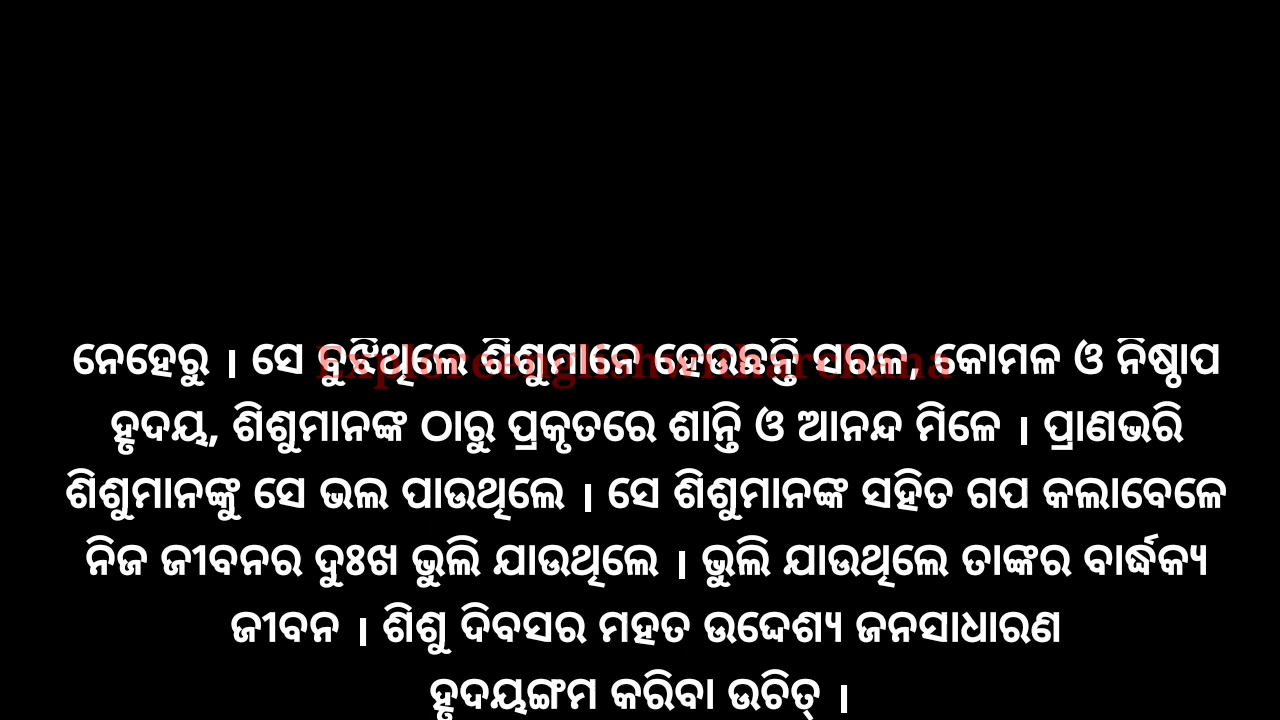 ନେହେରୁ । ସେ ବୁଝିଥିଲେ ଶିଶୁମାନେ ହେଉଛନ୍ତି ସରଳ, କୋମଳ ଓ ନିଷ୍ପାପ
ହୃଦୟ, ଶିଶୁମାନଙ୍କ ଠାରୁ ପ୍ରକୃତରେ ଶାନ୍ତି ଓ ଆନନ୍ଦ ମିଳେ । ପ୍ରାଣଭରି
ଶିଶୁମାନଙ୍କୁ ସେ ଭଲ ପାଉଥିଲେ । ସେ ଶିଶୁମାନଙ୍କ ସହିତ ଗପ କଲାବେଳେ
ନିଜ ଜୀବନର ଦୁଃଖ ଭୁଲି ଯାଉଥିଲେ । ଭୁଲି ଯାଉଥିଲେ ତାଙ୍କର ବାର୍ଦ୍ଧକ୍ୟ
ଜୀବନ । ଶିଶୁ ଦିବସର ମହତ ଉଦ୍ଦେଶ୍ୟ ଜନସାଧାରଣ
ହୃଦୟଙ୍ଗମ କରିବା ଉଚିତ୍ ।